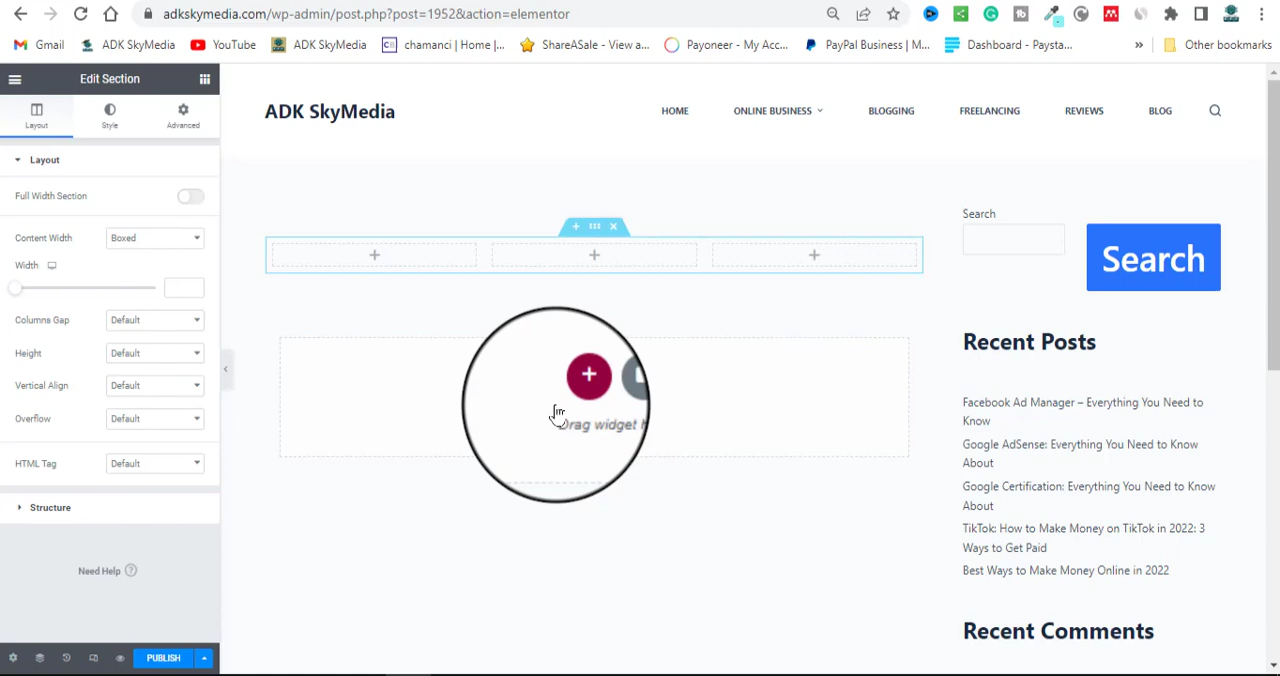 adkskymedia.com/wp-admin/post.php?post=1952&action=elementor
Gmail ADK SkyMedia YouTube ADK SkyMedia chamanci | Home |... ShareASale - View a... Payoneer - My Acc... PayPal Business | M... Dashboard - Paysta... » Other bookmarks
Edit Section
Layout Style Advanced
Layout
Full Width Section
Content Width Boxed
Width
Columns Gap Default
Height Default
Vertical Align Default
Overflow Default
HTML Tag Default
Structure
Need Help ?
PUBLISH
ADK SkyMedia HOME ONLINE BUSINESS BLOGGING FREELANCING REVIEWS BLOG
Drag widget
Search
Search
Recent Posts
Facebook Ad Manager – Everything You Need to
Know
Google AdSense: Everything You Need to Know
About
Google Certification: Everything You Need to Know
About
TikTok: How to Make Money on TikTok in 2022: 3
Ways to Get Paid
Best Ways to Make Money Online in 2022
Recent Comments